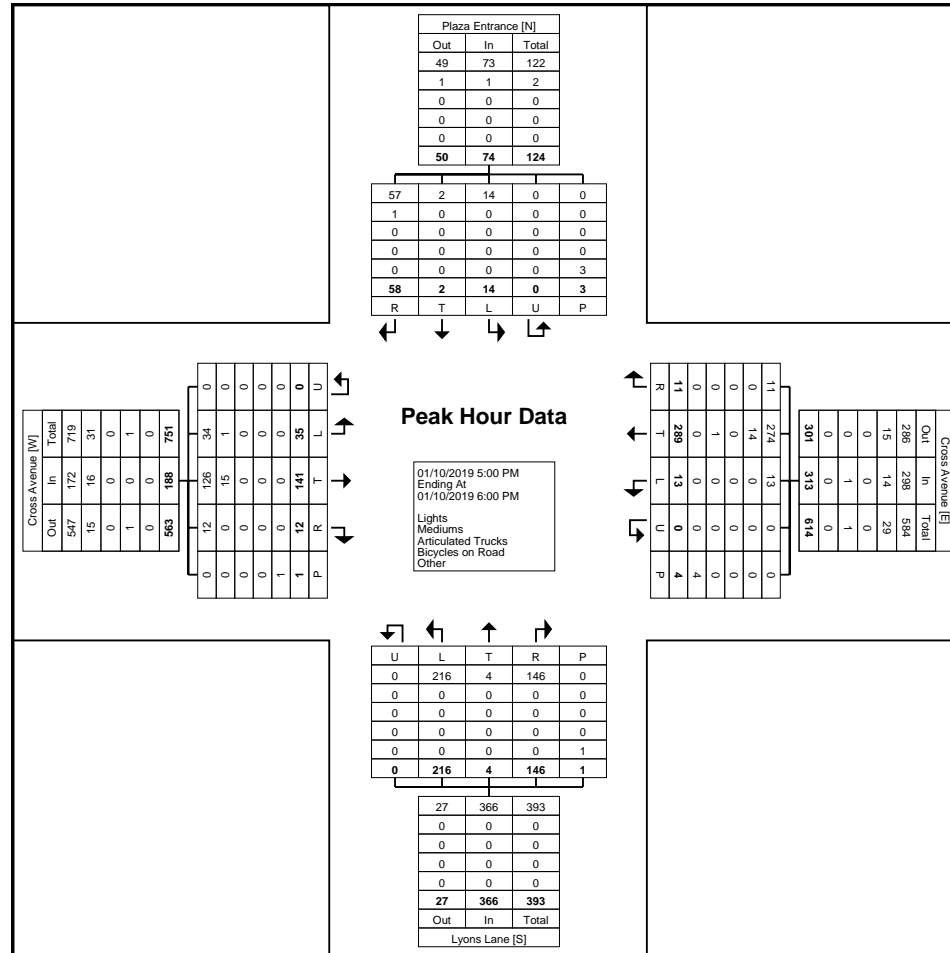 Plaza Entrance [N]
Out In Total
49 73 122
1 1 2
0 0 0
0 0 0
0 0 0
50 74 124
57 2 14 0 0
1 0 0 0 0
0 0 0 0 0
0 0 0 0 0
0 0 0 0 3
58 2 14 0 3
R T L U P
Cross Avenue [W]
Total 719 31 0 1 0 751
In 172 16 0 0 0 188
Out 547 15 0 1 0 563
0 0 0 0 0 0 U
34 1 0 0 0 35 L
126 15 0 0 0 141 T
12 0 0 0 0 12 R
0 0 0 0 1 1 P
Peak Hour Data
01/10/2019 5:00 PM
Ending At
01/10/2019 6:00 PM
Lights
Mediums
Articulated Trucks
Bicycles on Road
Other
R 11 0 0 0 0 11
T 289 0 1 0 14 274
L 13 0 0 0 0 13
U 0 0 0 0 0 0
P 4 4 0 0 0 0
301 0 0 0 15 286 Out
313 0 1 0 14 298 In
614 0 1 0 29 584 Total
Cross Avenue [E]
U L T R P
0 216 4 146 0
0 0 0 0 0
0 0 0 0 0
0 0 0 0 0
0 0 0 0 1
0 216 4 146 1
27 366 393
0 0 0
0 0 0
0 0 0
0 0 0
27 366 393
Out In Total
Lyons Lane [S]